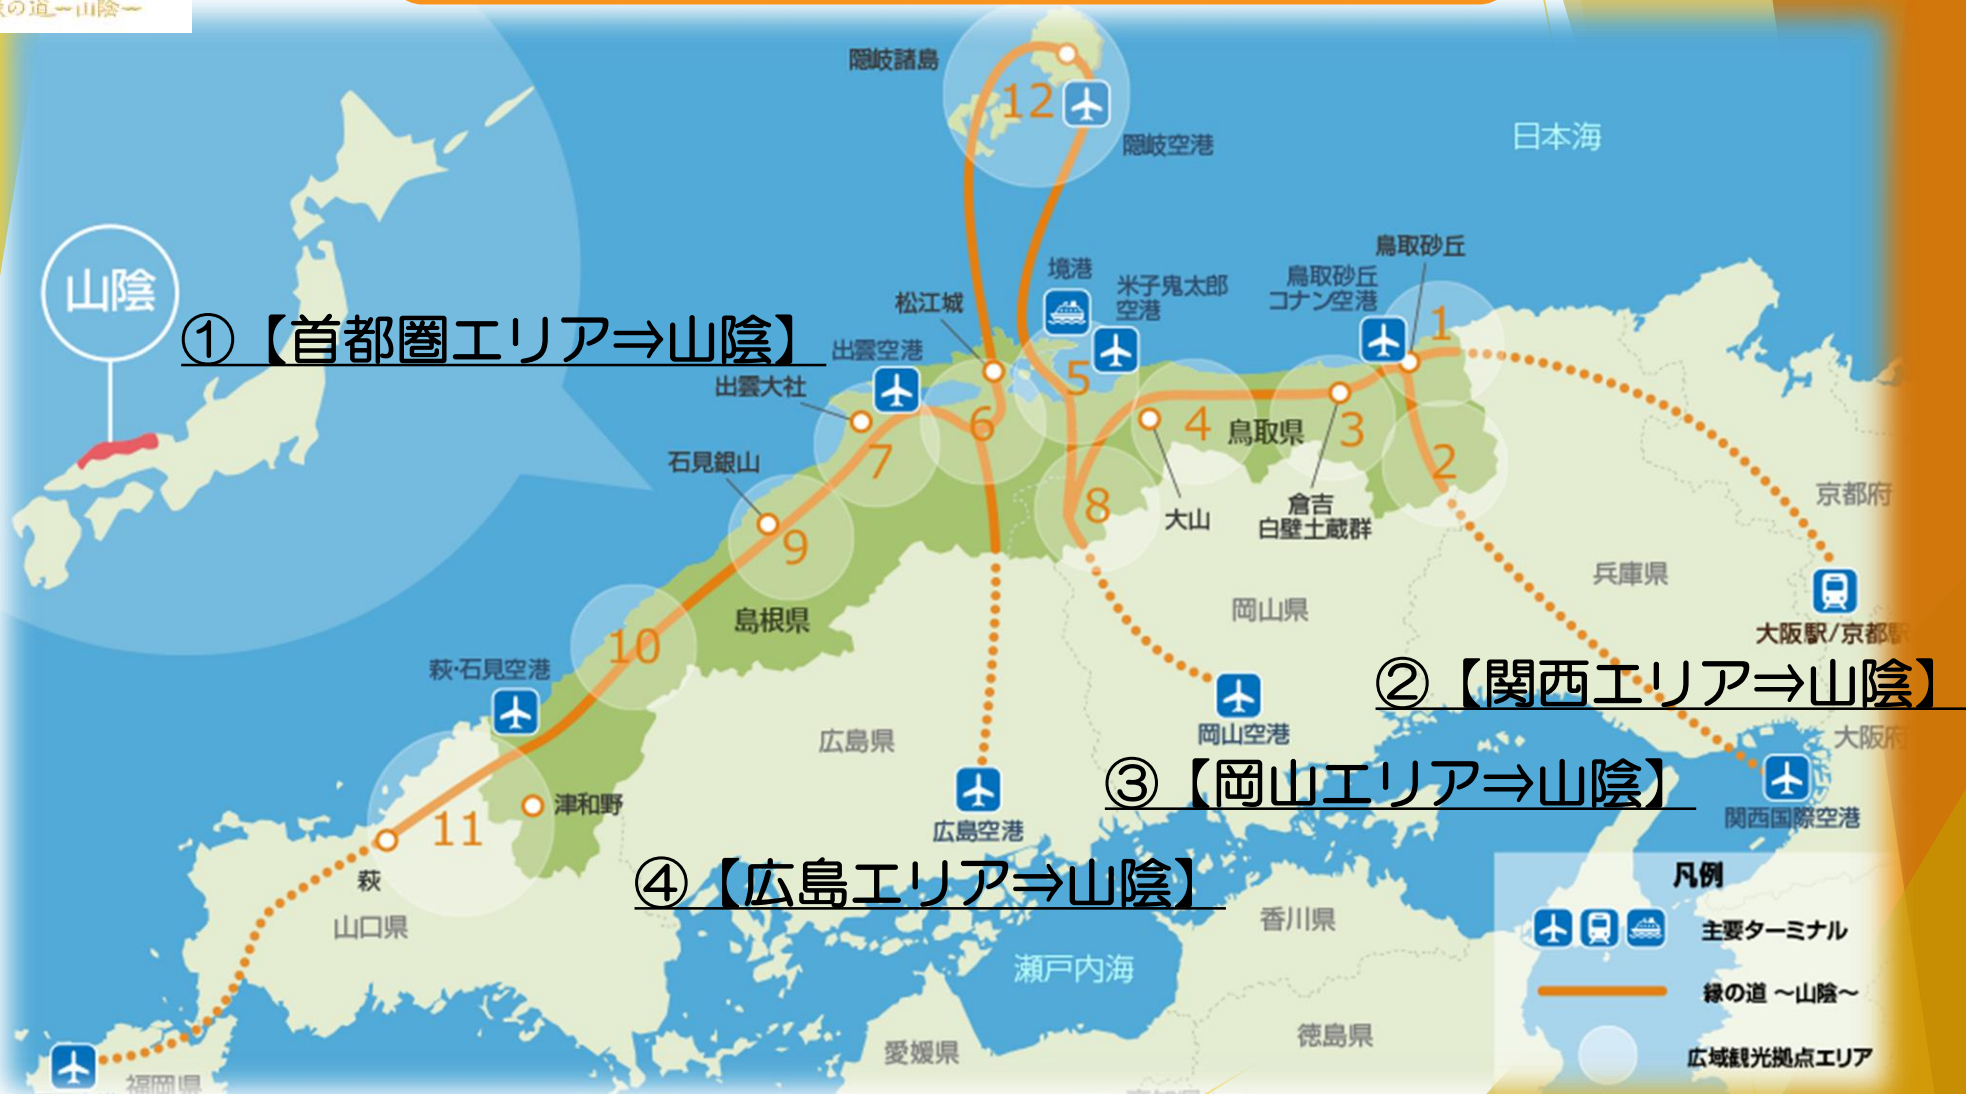 縁の道~山陰~
隠岐諸島
12
隠岐空港
日本海
山陰
①【首都圏エリア⇒山陰】
松江城
境港
米子鬼太郎
空港
鳥取砂丘
コナン空港
鳥取砂丘
1
出雲空港
出雲大社
5
6
7
4
鳥取県
3
2
石見銀山
9
8
大山
倉吉
白壁土蔵群
京都府
兵庫県
岡山県
大阪駅/京都駅
島根県
10
萩・石見空港
②【関西エリア⇒山陰】
岡山空港
広島県
大阪府
③【岡山エリア⇒山陰】
関西国際空港
津和野
11
広島空港
萩
④【広島エリア⇒山陰】
山口県
香川県
瀬戸内海
愛媛県
徳島県
福岡県
凡例
主要ターミナル
縁の道 ~山陰~
広域観光拠点エリア